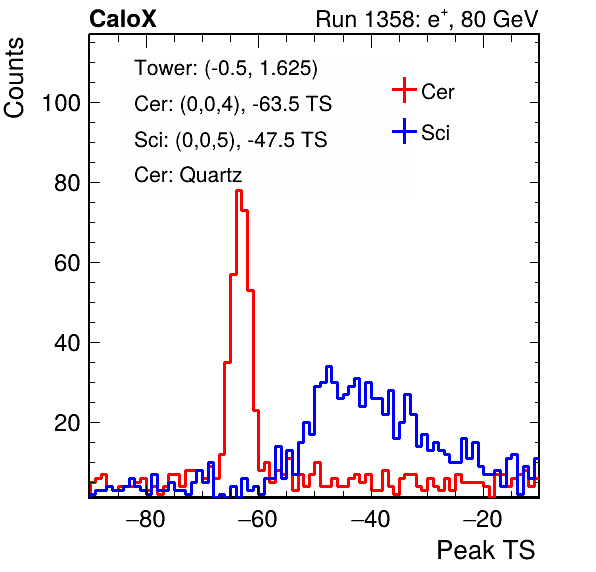 CaloX Run 1358: e⁺, 80 GeV
Counts
Tower: (-0.5, 1.625)
Cer: (0,0,4), -63.5 TS
Sci: (0,0,5), -47.5 TS
Cer: Quartz
Cer
Sci
100
80
60
40
20
−80 −60 −40 −20
Peak TS